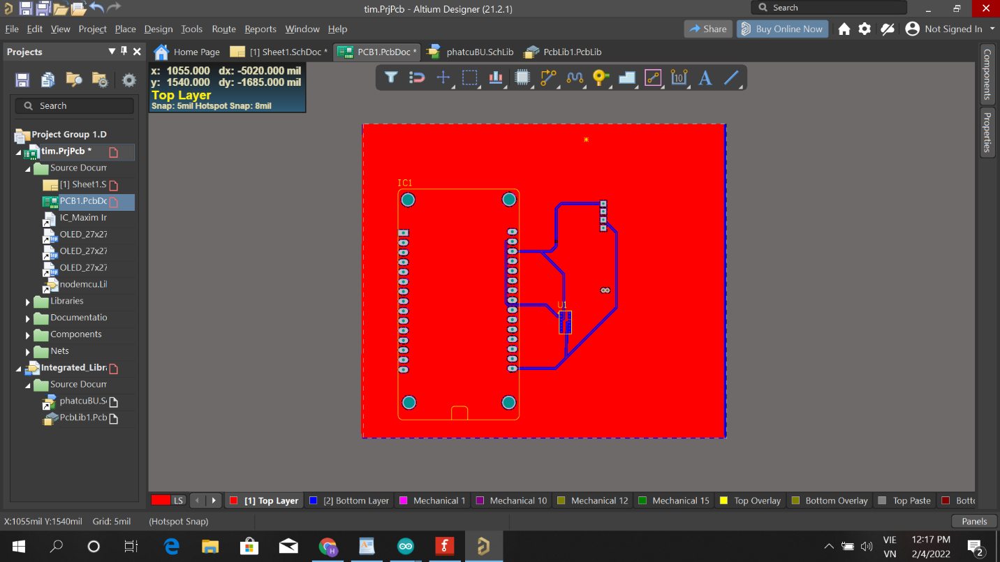 tim.PrjPcb - Altium Designer (21.2.1)
Search
File Edit View Project Place Design Tools Route Reports Window Help
Share
Buy Online Now
Not Signed In
Projects
Home Page
[1] Sheet1.SchDoc *
PCB1.PcbDoc *
phatcuBU.SchLib
PcbLib1.PcbLib
x: 1055.000 dx: -5020.000 mil
y: 1540.000 dy: -1685.000 mil
Top Layer
Snap: 5mil Hotspot Snap: 8mil
10
A
Components
Properties
Search
Project Group 1.D
tim.PrjPcb *
Source Docum
[1] Sheet1.S
PCB1.PcbDc
IC_Maxim Ir
OLED_27x27
OLED_27x27
OLED_27x27
nodemcu.Lil
Libraries
Documentatio
Components
Nets
Integrated_Libr
Source Docum
phatcuBU.S
PcbLib1.Pcb
IC1
*
U1
LS
[1] Top Layer
[2] Bottom Layer
Mechanical 1
Mechanical 10
Mechanical 12
Mechanical 15
Top Overlay
Bottom Overlay
Top Paste
Botto
X:1055mil Y:1540mil Grid: 5mil (Hotspot Snap)
Panels
VIE
VN
12:17 PM
2/4/2022
2